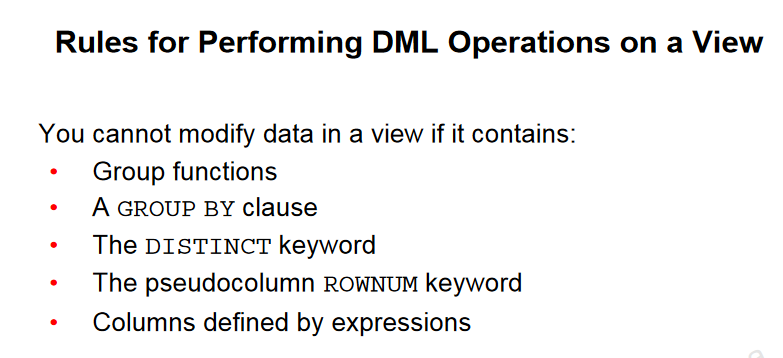 Rules for Performing DML Operations on a View
You cannot modify data in a view if it contains:
• Group functions
• A GROUP BY clause
• The DISTINCT keyword
• The pseudocolumn ROWNUM keyword
• Columns defined by expressions